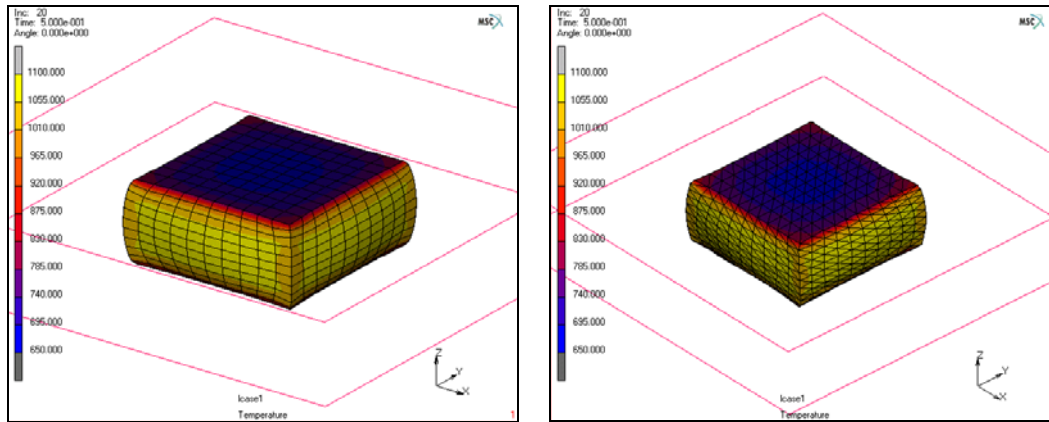 Inc: 20
Time: 5.000e-001
Angle: 0.000e+000
MSC
1100.000
1055.000
1010.000
965.000
920.000
875.000
830.000
785.000
740.000
695.000
650.000
Z
Y
X
lcase1
Temperature
1
Inc: 20
Time: 5.000e-001
Angle: 0.000e+000
MSC
1100.000
1055.000
1010.000
965.000
920.000
875.000
830.000
785.000
740.000
695.000
650.000
Z
Y
X
lcase1
Temperature